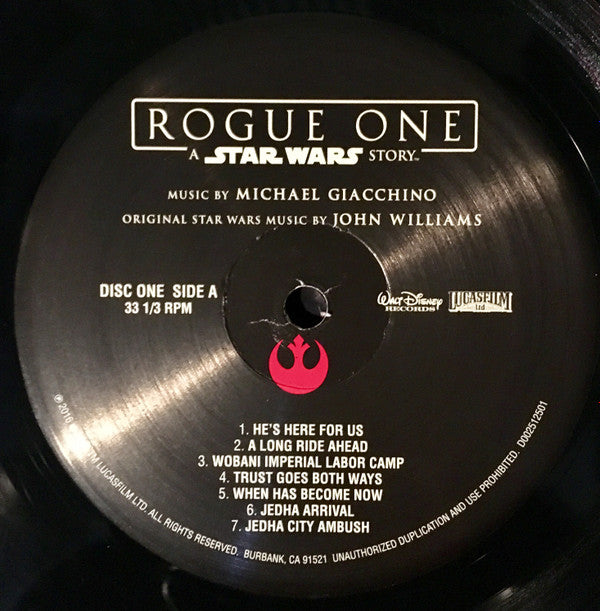 ROGUE ONE
A STAR WARS STORY™
MUSIC BY MICHAEL GIACCHINO
ORIGINAL STAR WARS MUSIC BY JOHN WILLIAMS
DISC ONE SIDE A
33 1/3 RPM
WALT DISNEY
RECORDS
LUCASFILM
Ltd
1. HE'S HERE FOR US
2. A LONG RIDE AHEAD
3. WOBANI IMPERIAL LABOR CAMP
4. TRUST GOES BOTH WAYS
5. WHEN HAS BECOME NOW
6. JEDHA ARRIVAL
7. JEDHA CITY AMBUSH
℗ 2016 LUCASFILM LTD. ALL RIGHTS RESERVED. BURBANK, CA 91521 UNAUTHORIZED DUPLICATION AND USE PROHIBITED. D002512501